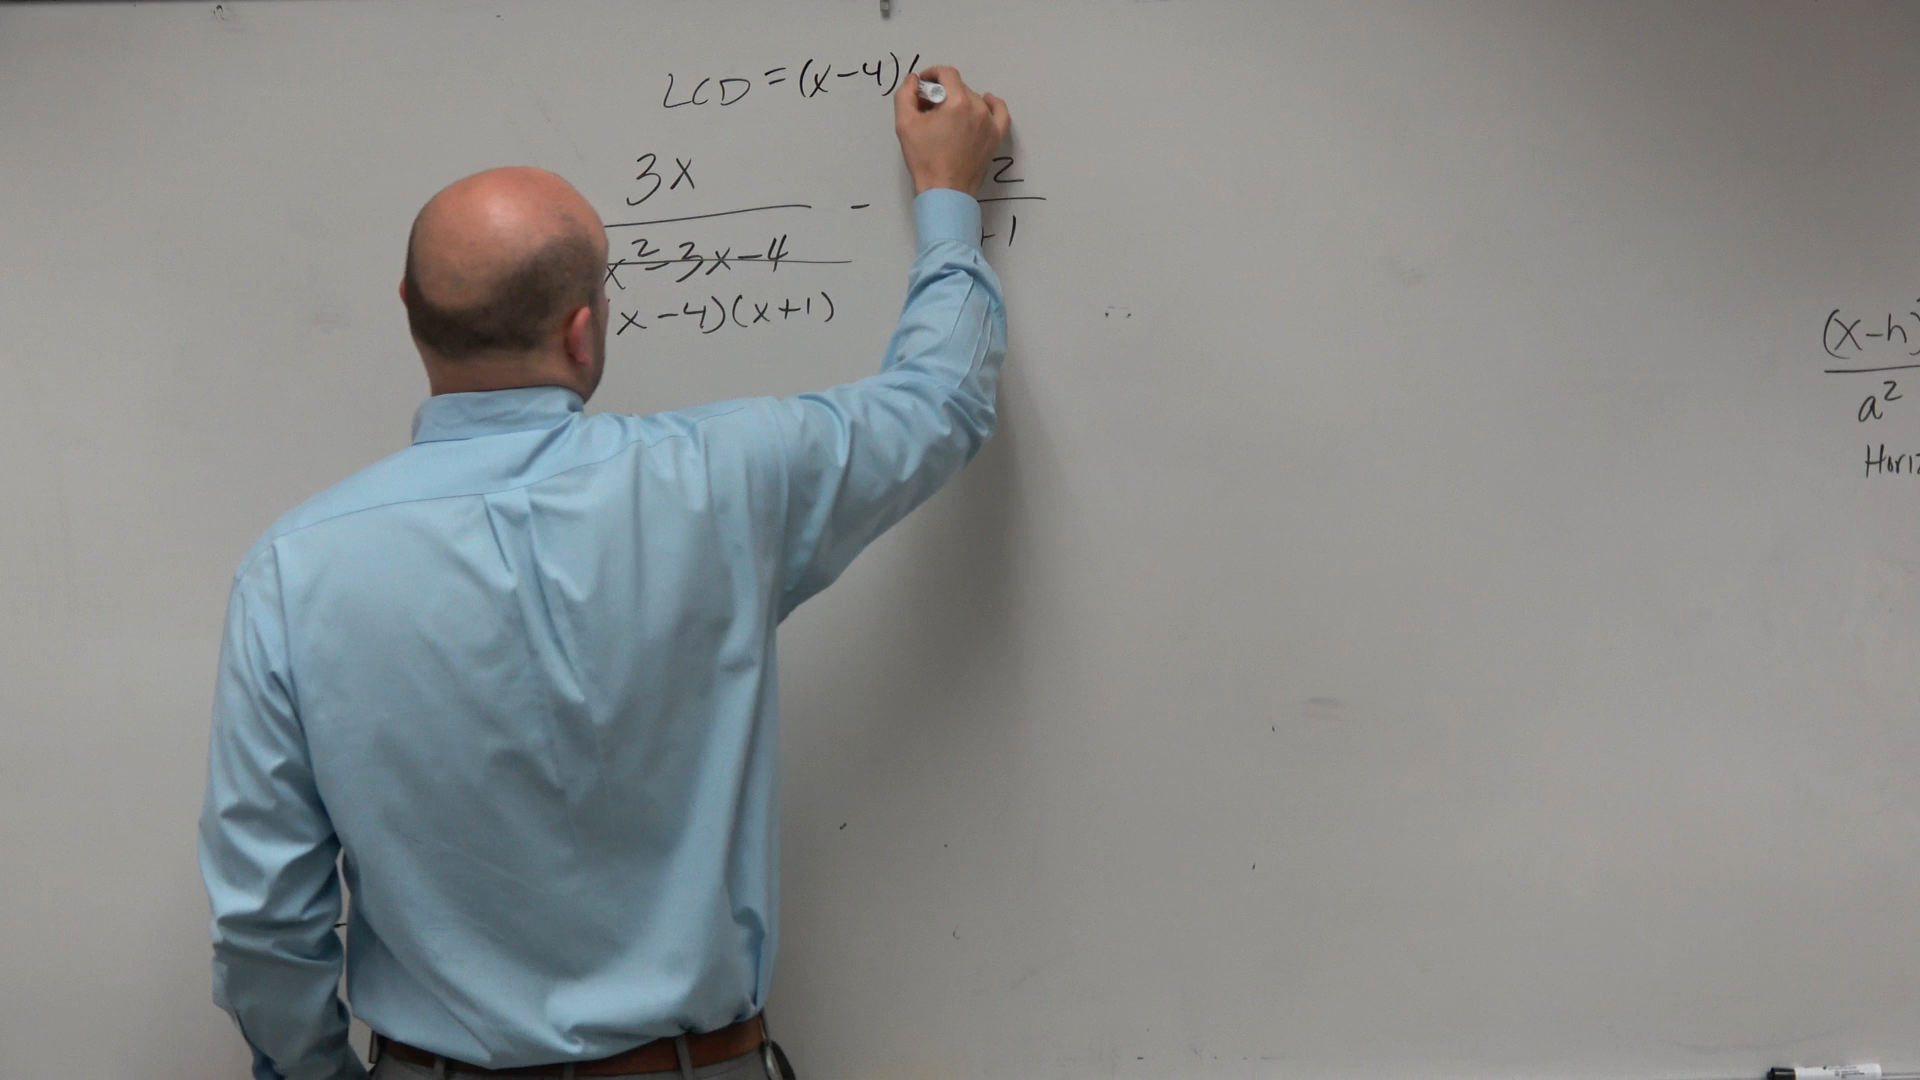 LCD = (x-4)(
3x - 2
x²-3x-4 +1
(x-4)(x+1)
(x-h)
a²
Horiz